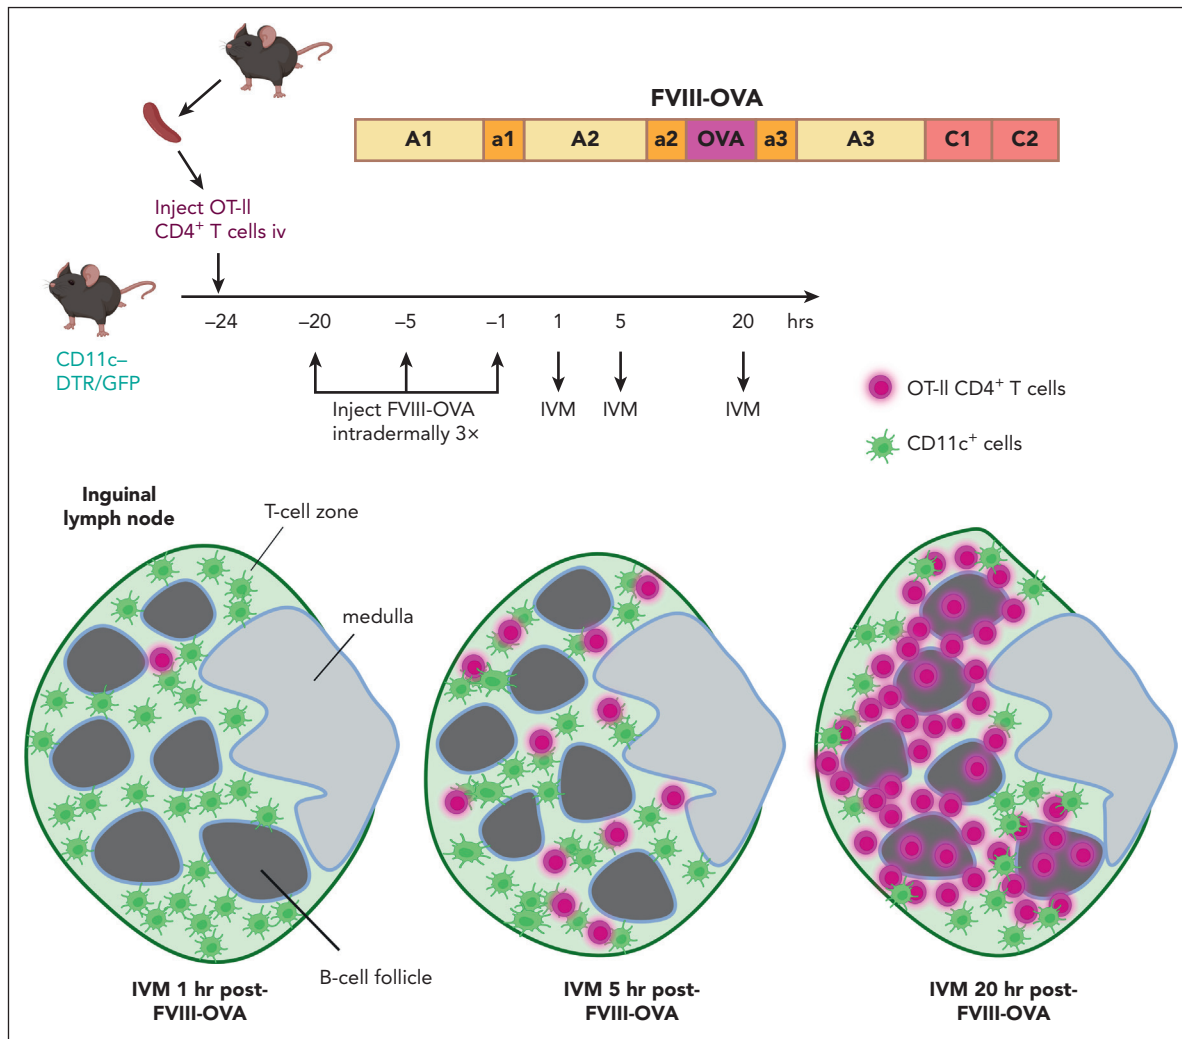 FVIII-OVA
A1 a1 A2 a2 OVA a3 A3 C1 C2
Inject OT-II
CD4+ T cells iv
–24 –20 –5 –1 1 5 20 hrs
CD11c–
DTR/GFP
Inject FVIII-OVA
intradermally 3×
IVM IVM IVM
OT-II CD4+ T cells
CD11c+ cells
Inguinal
lymph node
T-cell zone
medulla
B-cell follicle
IVM 1 hr post-
FVIII-OVA
IVM 5 hr post-
FVIII-OVA
IVM 20 hr post-
FVIII-OVA